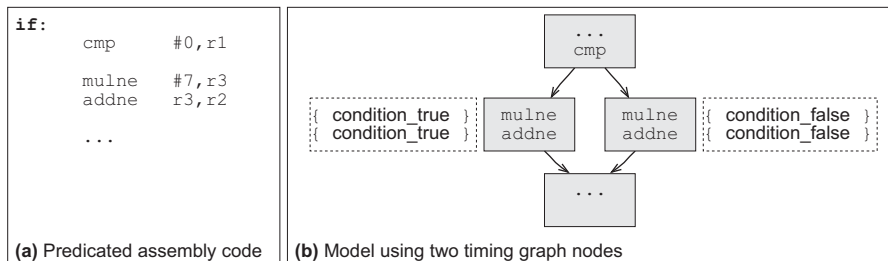 if:
cmp #0,r1
mulne #7,r3
addne r3,r2
...
(a) Predicated assembly code
...
cmp
{ condition_true }
{ condition_true }
mulne
addne
mulne
addne
{ condition_false }
{ condition_false }
...
(b) Model using two timing graph nodes